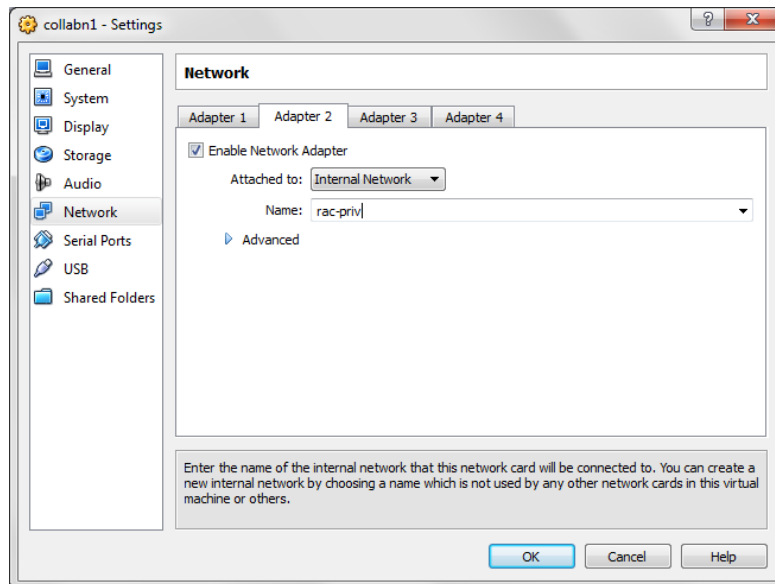 collabn1 - Settings
General
System
Display
Storage
Audio
Network
Serial Ports
USB
Shared Folders
Network
Adapter 1 Adapter 2 Adapter 3 Adapter 4
Enable Network Adapter
Attached to: Internal Network
Name: rac-priv
Advanced
Enter the name of the internal network that this network card will be connected to. You can create a
new internal network by choosing a name which is not used by any other network cards in this virtual
machine or others.
OK Cancel Help